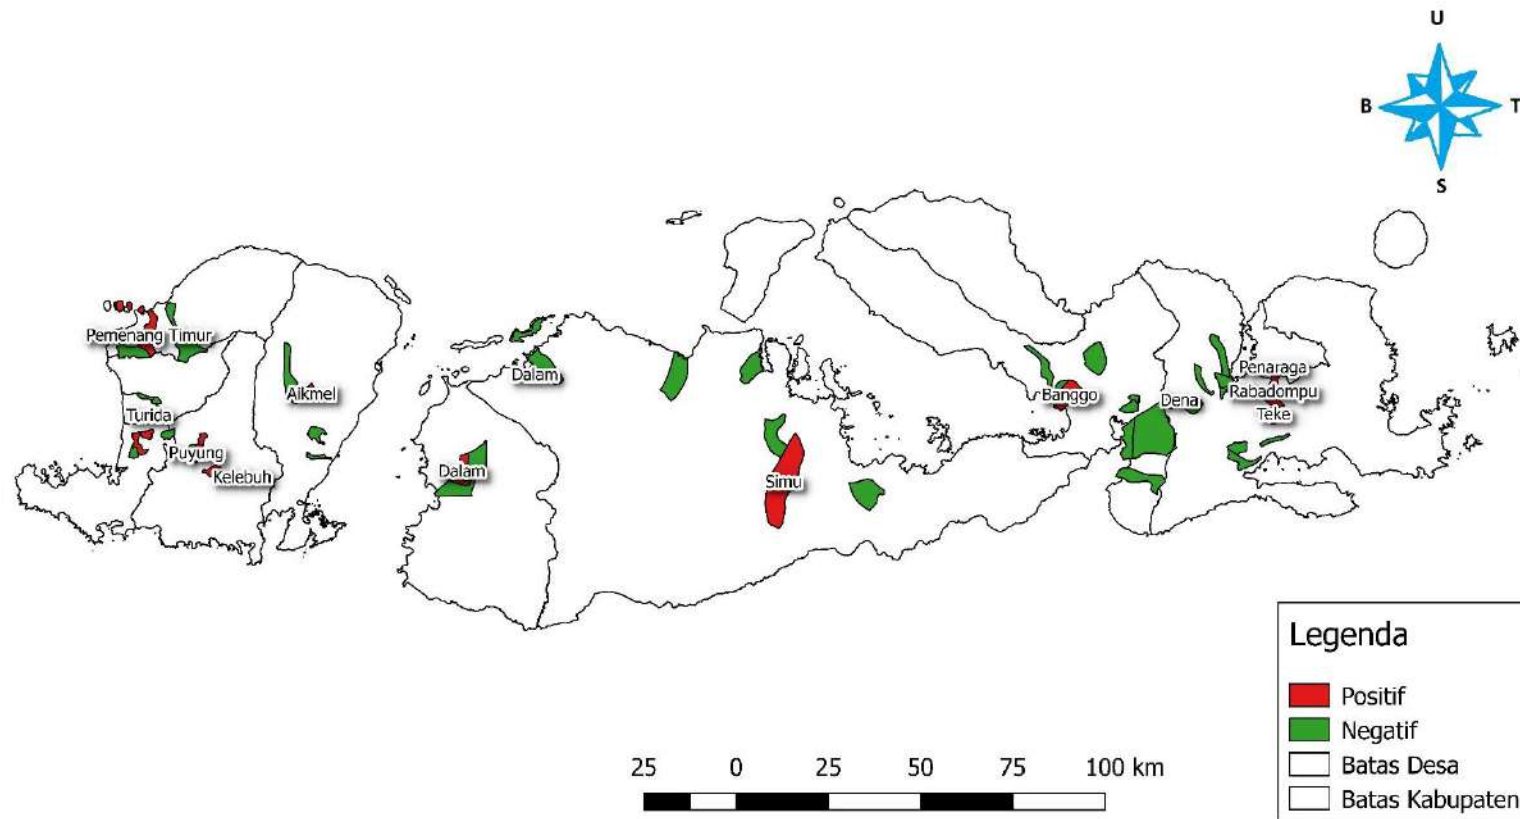 U
B
T
S
Pemenang Timur
Aikmel
Turida
Puyung
Kelebuh
Dalam
Dalam
Simu
Banggo
Dena
Penaraga
Rabadompu
Teke
Legenda
Positif
Negatif
Batas Desa
Batas Kabupaten
25 0 25 50 75 100 km